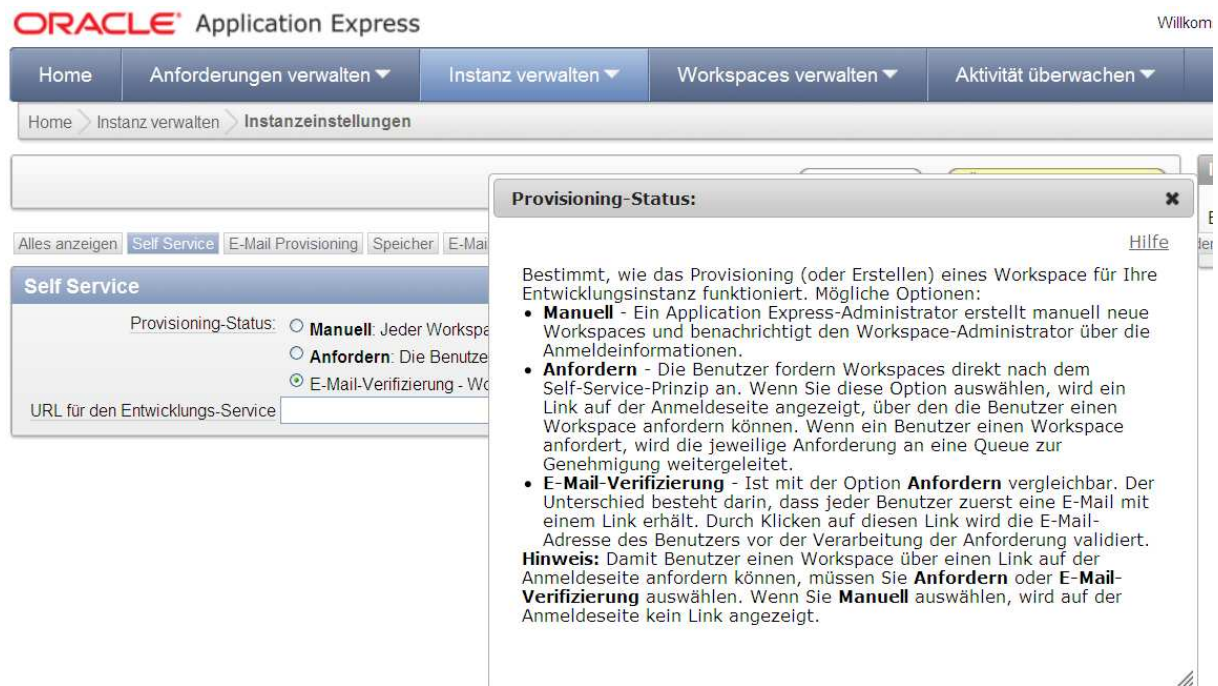 ORACLE Application Express
Home Anforderungen verwalten Instanz verwalten Workspaces verwalten Aktivität überwachen
Home Instanz verwalten Instanzeinstellungen
Alles anzeigen Self Service E-Mail Provisioning Speicher
Self Service
Provisioning-Status:
Manuell: Jeder
Anfordern: Die
E-Mail-Verifizierung -
URL für den Entwicklungs-Service
Provisioning-Status:
Hilfe
Bestimmt, wie das Provisioning (oder Erstellen) eines Workspace für Ihre
Entwicklungsinstanz funktioniert. Mögliche Optionen:
• Manuell - Ein Application Express-Administrator erstellt manuell neue
Workspaces und benachrichtigt den Workspace-Administrator über die
Anmeldeinformationen.
• Anfordern - Die Benutzer fordern Workspaces direkt nach dem
Self-Service-Prinzip an. Wenn Sie diese Option auswählen, wird ein
Link auf der Anmeldeseite angezeigt, über den die Benutzer einen
Workspace anfordern können. Wenn ein Benutzer einen Workspace
anfordert, wird die jeweilige Anforderung an eine Queue zur
Genehmigung weitergeleitet.
• E-Mail-Verifizierung - Ist mit der Option Anfordern vergleichbar. Der
Unterschied besteht darin, dass jeder Benutzer zuerst eine E-Mail mit
einem Link erhält. Durch Klicken auf diesen Link wird die E-Mail-
Adresse des Benutzers vor der Verarbeitung der Anforderung validiert.
Hinweis: Damit Benutzer einen Workspace über einen Link auf der
Anmeldeseite anfordern können, müssen Sie Anfordern oder E-Mail-
Verifizierung auswählen. Wenn Sie Manuell auswählen, wird auf der
Anmeldeseite kein Link angezeigt.